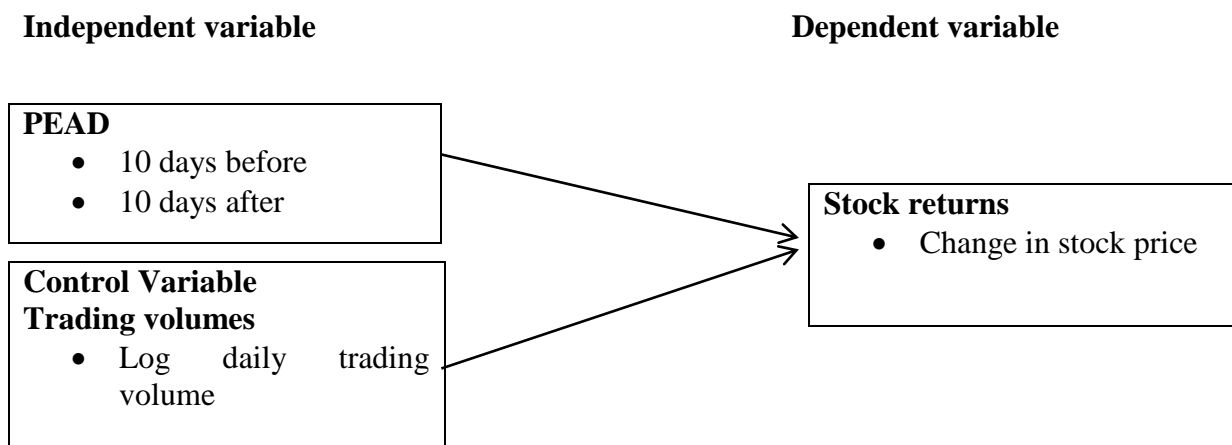 Independent variable
Dependent variable
PEAD
• 10 days before
• 10 days after
Control Variable
Trading volumes
• Log daily trading
volume
Stock returns
• Change in stock price